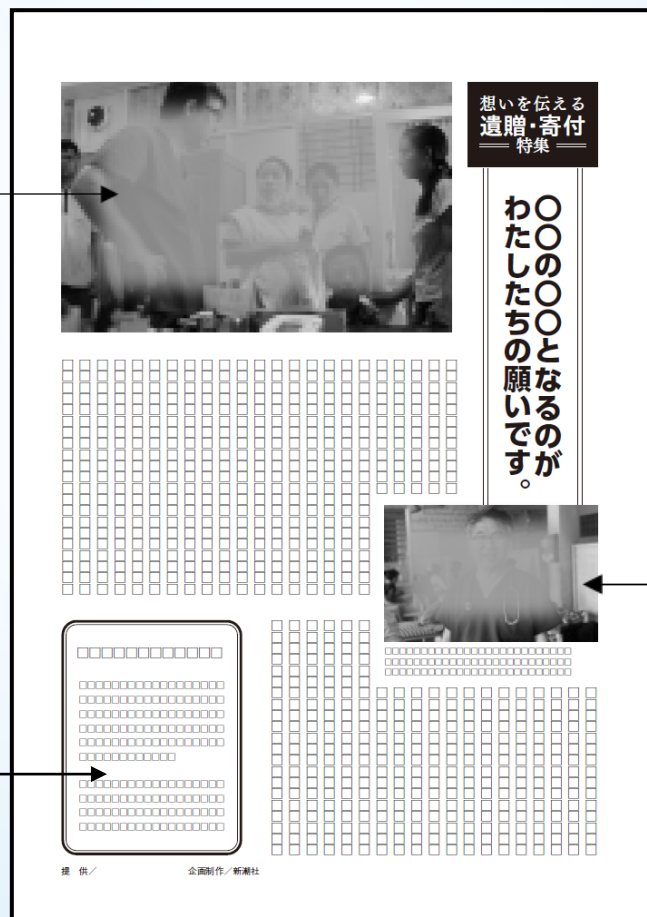 想いを伝える
遺贈・寄付
特集
〇〇の〇〇となるのが
わたしたちの願いです。
提　供／
企画制作／新潮社